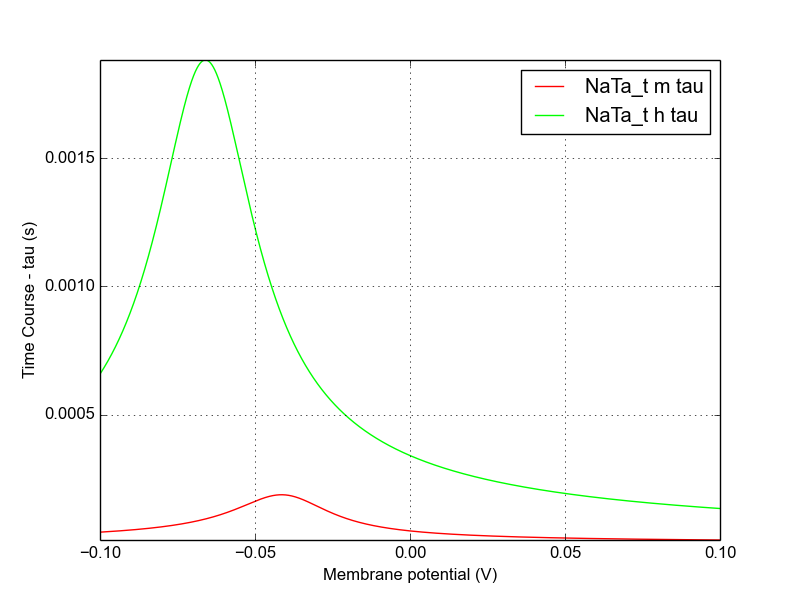 NaTa_t m tau
NaTa_t h tau
0.0015
0.0010
0.0005
Time Course - tau (s)
−0.10 −0.05 0.00 0.05 0.10
Membrane potential (V)